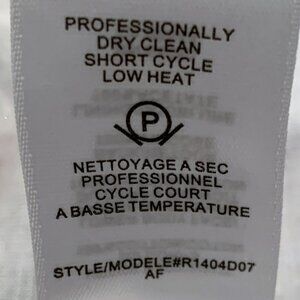 PROFESSIONALLY
DRY CLEAN
SHORT CYCLE
LOW HEAT
P
NETTOYAGE A SEC
PROFESSIONNEL
CYCLE COURT
A BASSE TEMPERATURE
STYLE/MODELE#R1404D07
AF